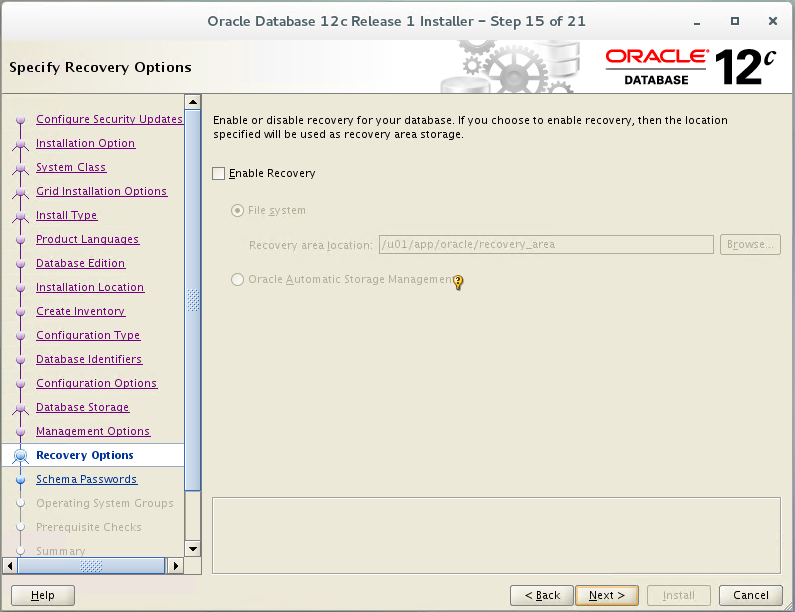 Oracle Database 12c Release 1 Installer – Step 15 of 21
Specify Recovery Options
ORACLE®
DATABASE
12c
Configure Security Updates
Installation Option
System Class
Grid Installation Options
Install Type
Product Languages
Database Edition
Installation Location
Create Inventory
Configuration Type
Database Identifiers
Configuration Options
Database Storage
Management Options
Recovery Options
Schema Passwords
Operating System Groups
Prerequisite Checks
Summary
Enable or disable recovery for your database. If you choose to enable recovery, then the location
specified will be used as recovery area storage.
Enable Recovery
File system
Recovery area location: /u01/app/oracle/recovery_area Browse...
Oracle Automatic Storage Management
Help < Back Next > Install Cancel